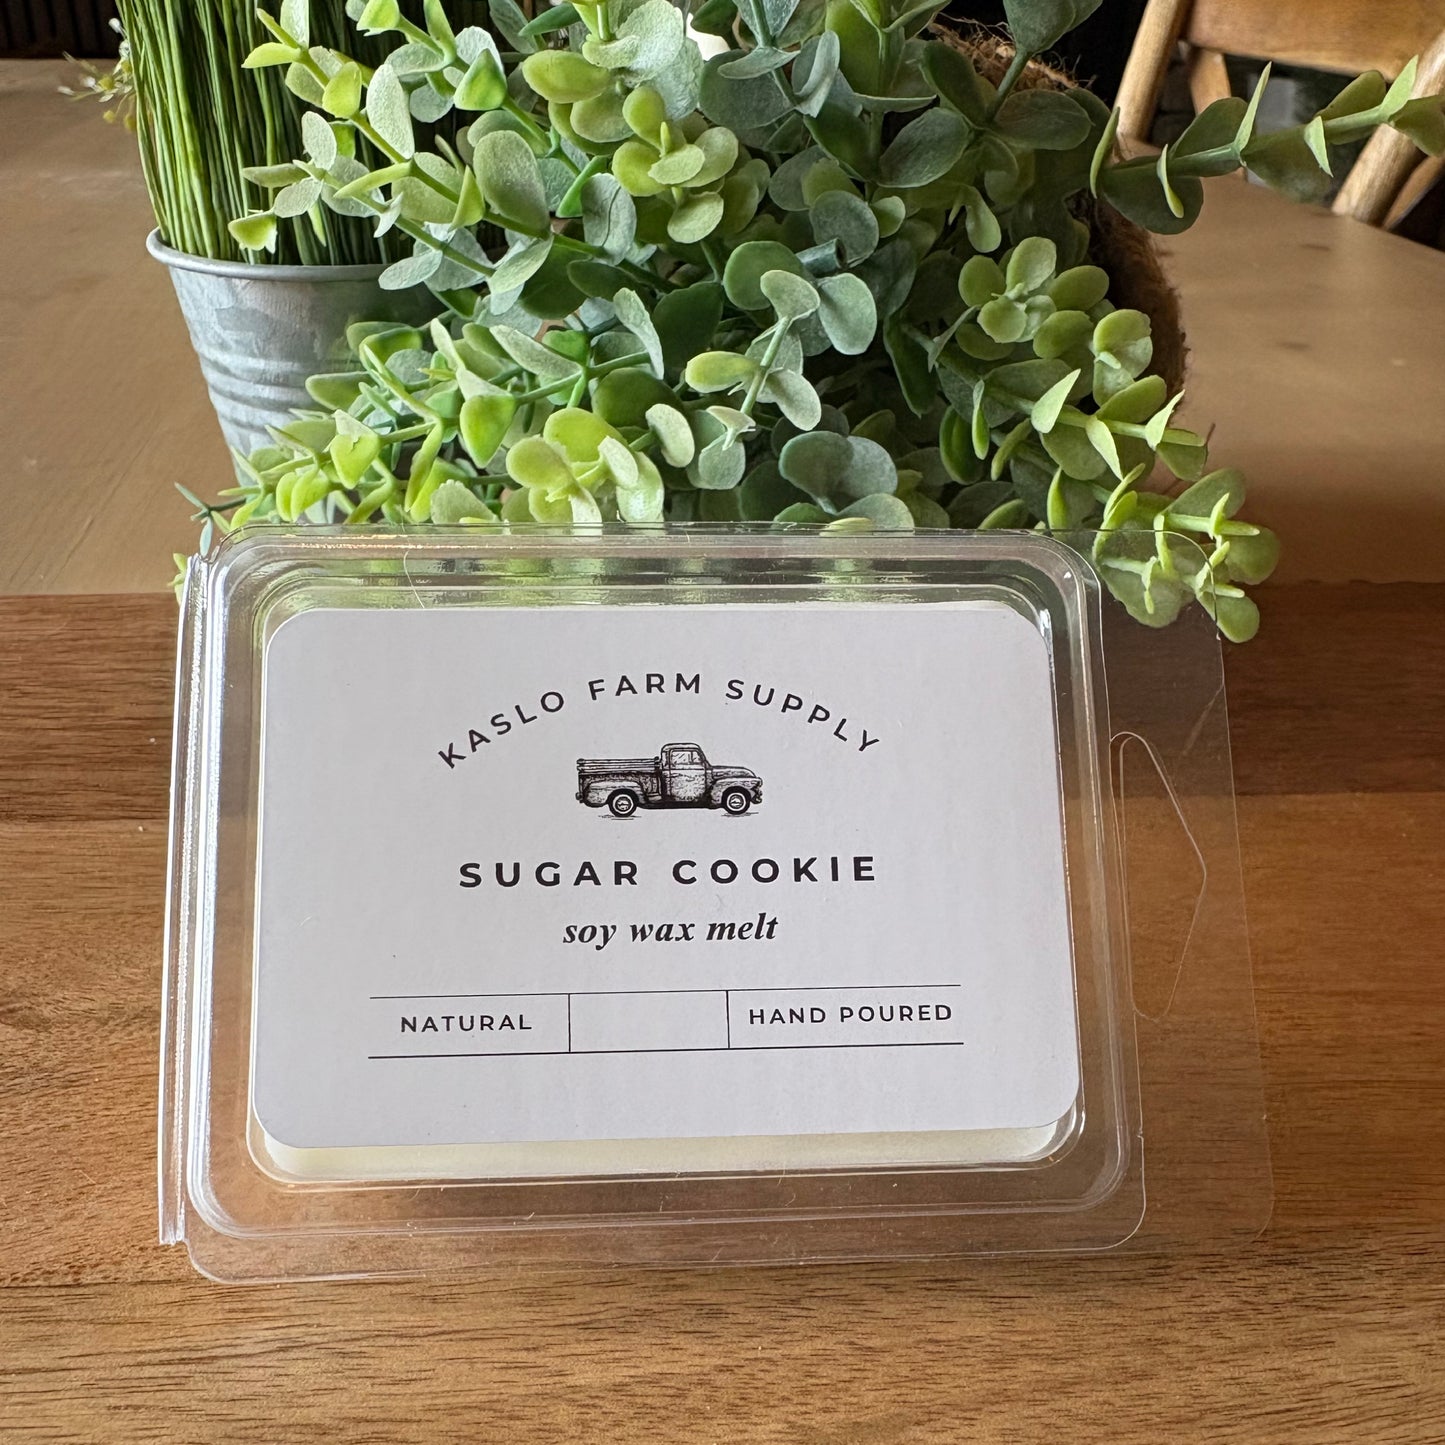 KASLO FARM SUPPLY
SUGAR COOKIE
soy wax melt
NATURAL
HAND POURED